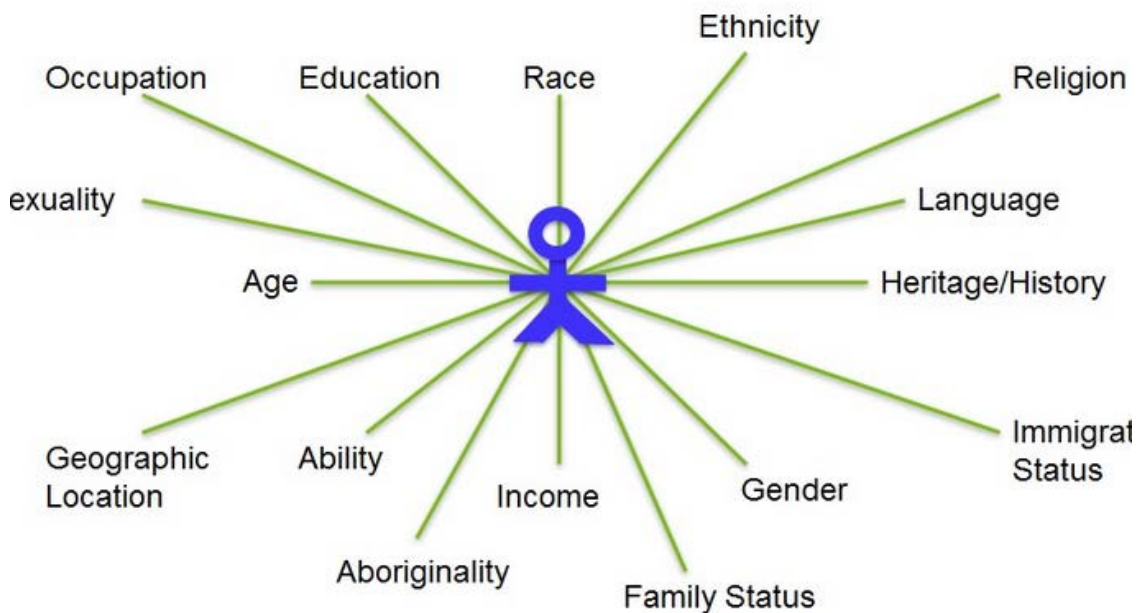 Ethnicity
Occupation
Education
Race
Religion
exuality
Language
Age
Heritage/History
Geographic
Location
Ability
Income
Gender
Immigrat
Status
Aboriginality
Family Status